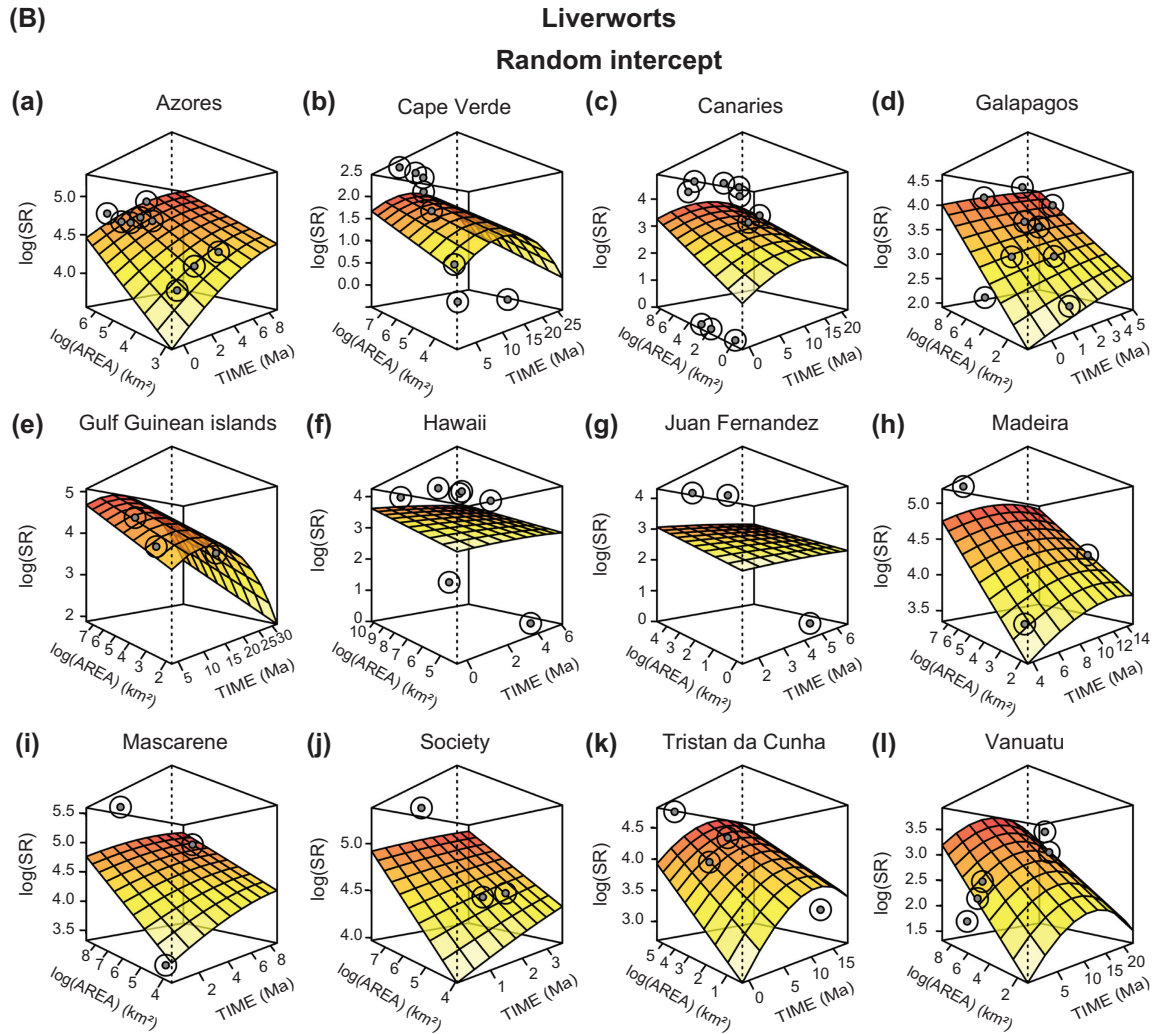 (B)
Liverworts
Random intercept
(a) Azores
log(SR)
5.0
4.5
4.0
6 5 4 3
log(AREA) (km²)
0 2 4 6 8
TIME (Ma)
(b) Cape Verde
log(SR)
2.5
2.0
1.5
1.0
0.5
0.0
7 6 5 4
log(AREA) (km²)
5 10 15 20 25
TIME (Ma)
(c) Canaries
log(SR)
4
3
2
1
0
8 6 4 2 0
log(AREA) (km²)
0 5 10 15 20
TIME (Ma)
(d) Galapagos
log(SR)
4.5
4.0
3.5
3.0
2.5
2.0
8 6 4 2
log(AREA) (km²)
0 1 2 3 4 5
TIME (Ma)
(e) Gulf Guinean islands
log(SR)
5
4
3
2
7 6 5 4 3 2
log(AREA) (km²)
5 10 15 20 25 30
TIME (Ma)
(f) Hawaii
log(SR)
4
3
2
1
0
10 9 8 7 6 5
log(AREA) (km²)
0 2 4 6
TIME (Ma)
(g) Juan Fernandez
log(SR)
4
3
2
1
0
4 3 2 1 0
log(AREA) (km²)
2 3 4 5 6
TIME (Ma)
(h) Madeira
log(SR)
5.0
4.5
4.0
3.5
7 6 5 4 3 2
log(AREA) (km²)
4 6 8 10 12 14
TIME (Ma)
(i) Mascarene
log(SR)
5.5
5.0
4.5
4.0
3.5
8 7 6 5 4
log(AREA) (km²)
2 4 6 8
TIME (Ma)
(j) Society
log(SR)
5.0
4.5
4.0
7 6 5 4
log(AREA) (km²)
1 2 3
TIME (Ma)
(k) Tristan da Cunha
log(SR)
4.5
4.0
3.5
3.0
5 4 3 2 1
log(AREA) (km²)
0 5 10 15
TIME (Ma)
(l) Vanuatu
log(SR)
3.5
3.0
2.5
2.0
1.5
8 6 4 2
log(AREA) (km²)
0 5 10 15 20
TIME (Ma)